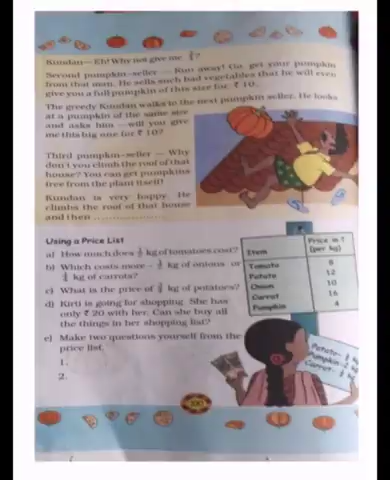 Kundan— Eh! Why not give me ?
Second pumpkin-seller — Run away! Go, get your pumpkin
from that man. He sells such bad vegetables that he will even
give you a full pumpkin of this size for ₹ 10.
The greedy Kundan walks to the next pumpkin seller. He looks
at a pumpkin of the same size
and asks him — will you give
me this big one for ₹ 10?
Third pumpkin-seller — Why
don't you climb the roof of that
house? You can get pumpkins
free from the plant itself!
Kundan is very happy. He
climbs the roof of that house
and then ..................
Using a Price List
a) How much does ½ kg of tomatoes cost?
b) Which costs more – ½ kg of onions or
¼ kg of carrots?
c) What is the price of ¾ kg of potatoes?
d) Kirti is going for shopping. She has
only ₹ 20 with her. Can she buy all
the things in her shopping list?
e) Make two questions yourself from the
price list.
1.
2.
Item Price in ₹ (per kg)
Tomato 8
Potato 12
Onion 10
Carrot 16
Pumpkin 4
Potato-
Pumpkin-
Carrot-